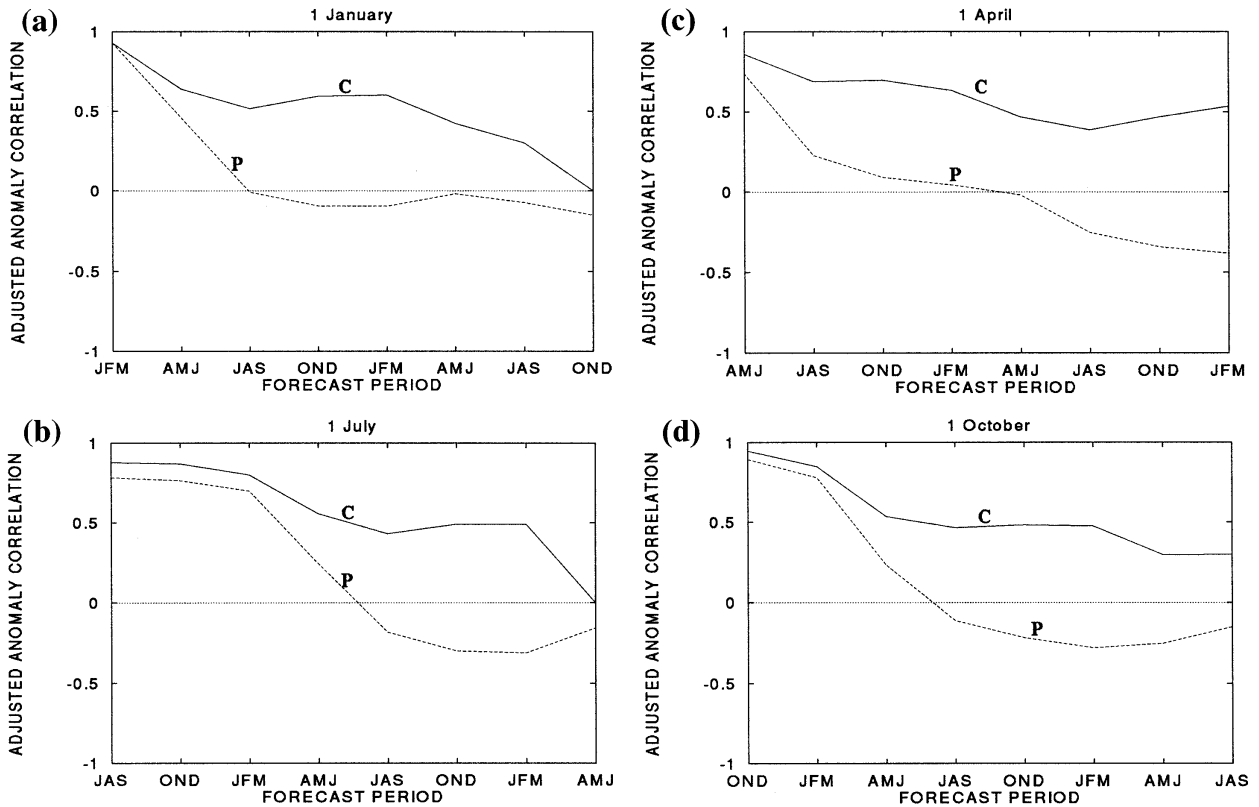 (a)
1 January
ADJUSTED ANOMALY CORRELATION
1
0.5
0
-0.5
-1
C
P
JFM AMJ JAS OND JFM AMJ JAS OND
FORECAST PERIOD
(c)
1 April
ADJUSTED ANOMALY CORRELATION
1
0.5
0
-0.5
-1
C
P
AMJ JAS OND JFM AMJ JAS OND JFM
FORECAST PERIOD
(b)
1 July
ADJUSTED ANOMALY CORRELATION
1
0.5
0
-0.5
-1
C
P
JAS OND JFM AMJ JAS OND JFM AMJ
FORECAST PERIOD
(d)
1 October
ADJUSTED ANOMALY CORRELATION
1
0.5
0
-0.5
-1
C
P
OND JFM AMJ JAS OND JFM AMJ JAS
FORECAST PERIOD